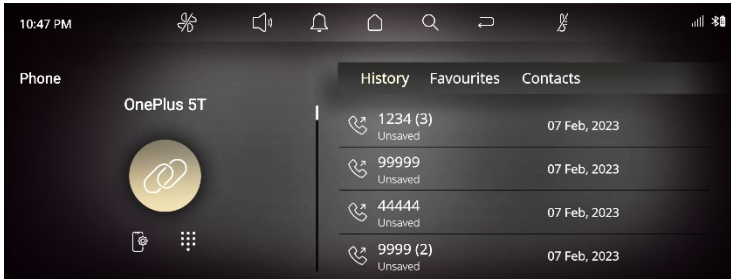 10:47 PM
Phone
OnePlus 5T
History Favourites Contacts
1234 (3)
Unsaved
07 Feb, 2023
99999
Unsaved
07 Feb, 2023
44444
Unsaved
07 Feb, 2023
9999 (2)
Unsaved
07 Feb, 2023